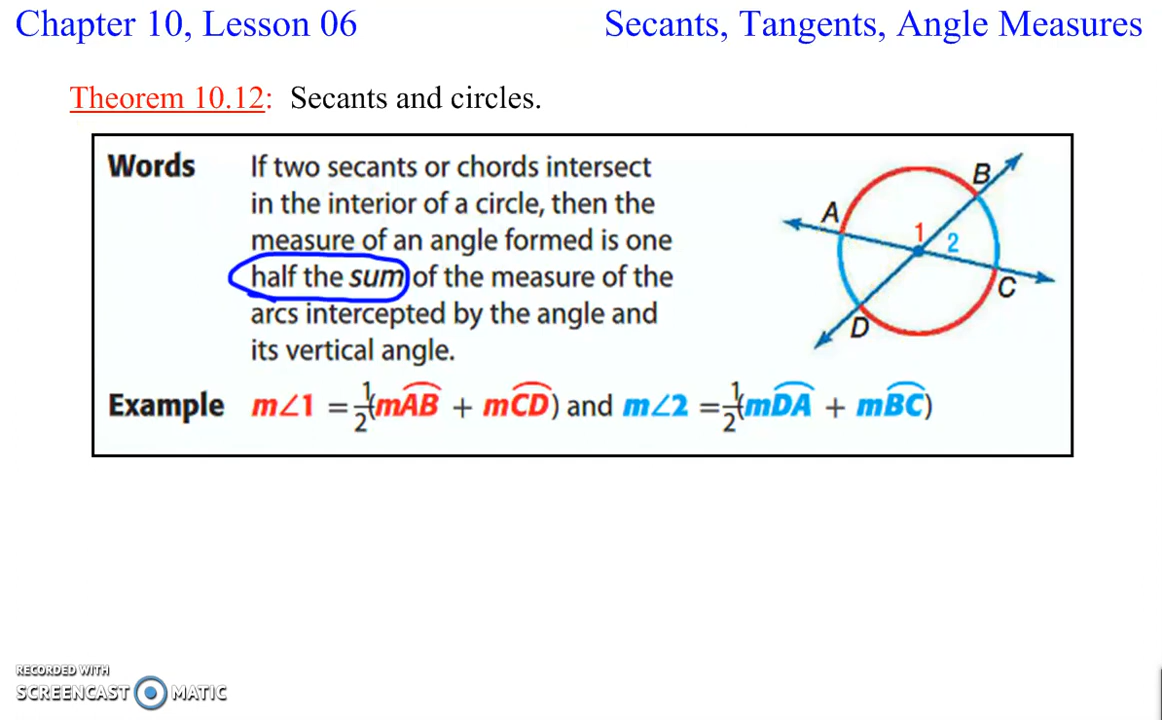 Chapter 10, Lesson 06
Secants, Tangents, Angle Measures
Theorem 10.12: Secants and circles.
Words If two secants or chords intersect
in the interior of a circle, then the
measure of an angle formed is one
half the sum of the measure of the
arcs intercepted by the angle and
its vertical angle.
A
B
1
2
C
D
Example m∠1 = 1/2(mAB + mCD) and m∠2 = 1/2(mDA + mBC)
RECORDED WITH
SCREENCAST MATIC